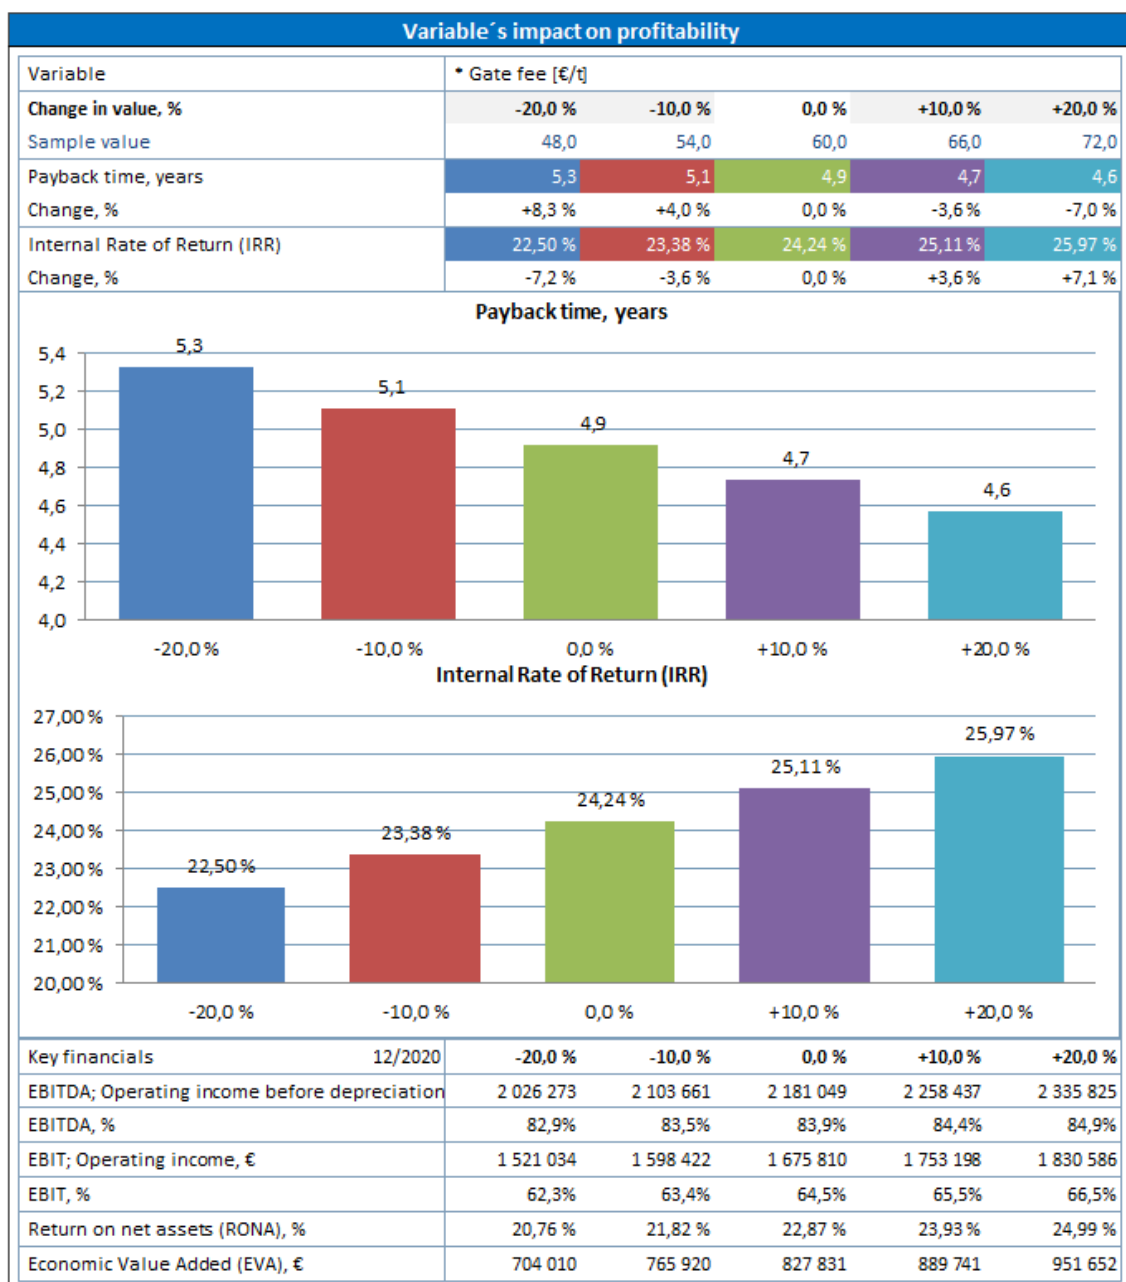 Variable´s impact on profitability
Variable * Gate fee [€/t]
Change in value, % -20,0 % -10,0 % 0,0 % +10,0 % +20,0 %
Sample value 48,0 54,0 60,0 66,0 72,0
Payback time, years 5,3 5,1 4,9 4,7 4,6
Change, % +8,3 % +4,0 % 0,0 % -3,6 % -7,0 %
Internal Rate of Return (IRR) 22,50 % 23,38 % 24,24 % 25,11 % 25,97 %
Change, % -7,2 % -3,6 % 0,0 % +3,6 % +7,1 %
Payback time, years
5,4
5,2
5,0
4,8
4,6
4,4
4,2
4,0
5,3
5,1
4,9
4,7
4,6
-20,0 % -10,0 % 0,0 % +10,0 % +20,0 %
Internal Rate of Return (IRR)
27,00 %
26,00 %
25,00 %
24,00 %
23,00 %
22,00 %
21,00 %
20,00 %
22,50 %
23,38 %
24,24 %
25,11 %
25,97 %
-20,0 % -10,0 % 0,0 % +10,0 % +20,0 %
Key financials 12/2020 -20,0 % -10,0 % 0,0 % +10,0 % +20,0 %
EBITDA; Operating income before depreciation 2 026 273 2 103 661 2 181 049 2 258 437 2 335 825
EBITDA, % 82,9% 83,5% 83,9% 84,4% 84,9%
EBIT; Operating income, € 1 521 034 1 598 422 1 675 810 1 753 198 1 830 586
EBIT, % 62,3% 63,4% 64,5% 65,5% 66,5%
Return on net assets (RONA), % 20,76 % 21,82 % 22,87 % 23,93 % 24,99 %
Economic Value Added (EVA), € 704 010 765 920 827 831 889 741 951 652